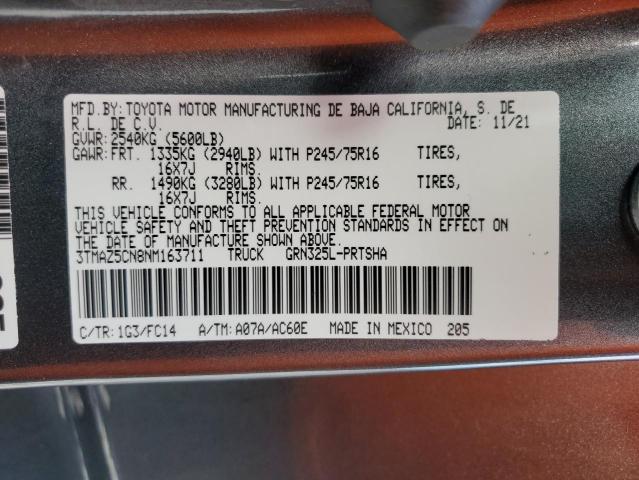 MFD.BY:TOYOTA MOTOR MANUFACTURING DE BAJA CALIFORNIA, S. DE
R.L. DE C.V. DATE: 11/21
GVWR:2540KG (5600LB)
GAWR:FRT. 1335KG (2940LB) WITH P245/75R16 TIRES,
16X7J RIMS.
RR. 1490KG (3280LB) WITH P245/75R16 TIRES,
16X7J RIMS.
THIS VEHICLE CONFORMS TO ALL APPLICABLE FEDERAL MOTOR
VEHICLE SAFETY AND THEFT PREVENTION STANDARDS IN EFFECT ON
THE DATE OF MANUFACTURE SHOWN ABOVE.
3TMAZ5CN8NM163711 TRUCK GRN325L-PRTSHA
C/TR:1G3/FC14 A/TM:A07A/AC60E MADE IN MEXICO 205